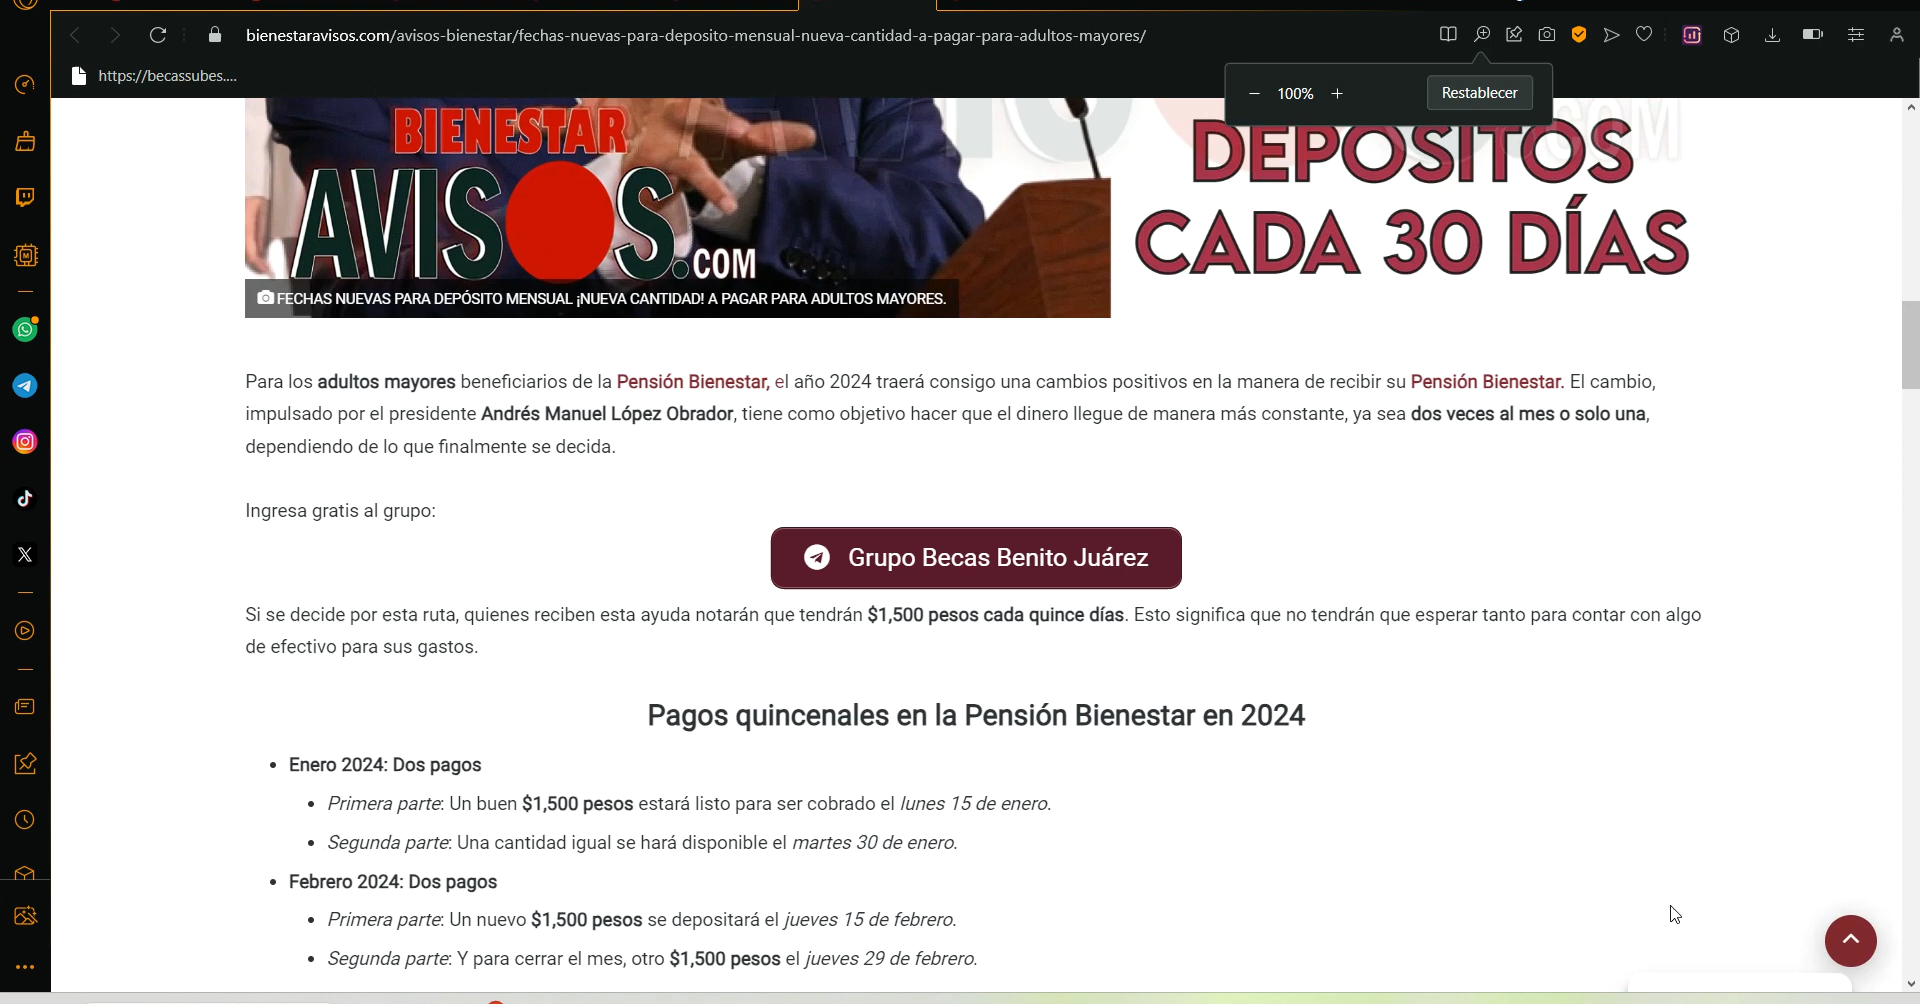 bienestaravisos.com/avisos-bienestar/fechas-nuevas-para-deposito-mensual-nueva-cantidad-a-pagar-para-adultos-mayores/
https://becassubes....
100%
Restablecer
BIENESTAR
AVISOS.COM
DEPÓSITOS
CADA 30 DÍAS
FECHAS NUEVAS PARA DEPÓSITO MENSUAL ¡NUEVA CANTIDAD! A PAGAR PARA ADULTOS MAYORES.
Para los adultos mayores beneficiarios de la Pensión Bienestar, el año 2024 traerá consigo una cambios positivos en la manera de recibir su Pensión Bienestar. El cambio,
impulsado por el presidente Andrés Manuel López Obrador, tiene como objetivo hacer que el dinero llegue de manera más constante, ya sea dos veces al mes o solo una,
dependiendo de lo que finalmente se decida.
Ingresa gratis al grupo:
Grupo Becas Benito Juárez
Si se decide por esta ruta, quienes reciben esta ayuda notarán que tendrán $1,500 pesos cada quince días. Esto significa que no tendrán que esperar tanto para contar con algo
de efectivo para sus gastos.
Pagos quincenales en la Pensión Bienestar en 2024
• Enero 2024: Dos pagos
• Primera parte: Un buen $1,500 pesos estará listo para ser cobrado el lunes 15 de enero.
• Segunda parte: Una cantidad igual se hará disponible el martes 30 de enero.
• Febrero 2024: Dos pagos
• Primera parte: Un nuevo $1,500 pesos se depositará el jueves 15 de febrero.
• Segunda parte: Y para cerrar el mes, otro $1,500 pesos el jueves 29 de febrero.